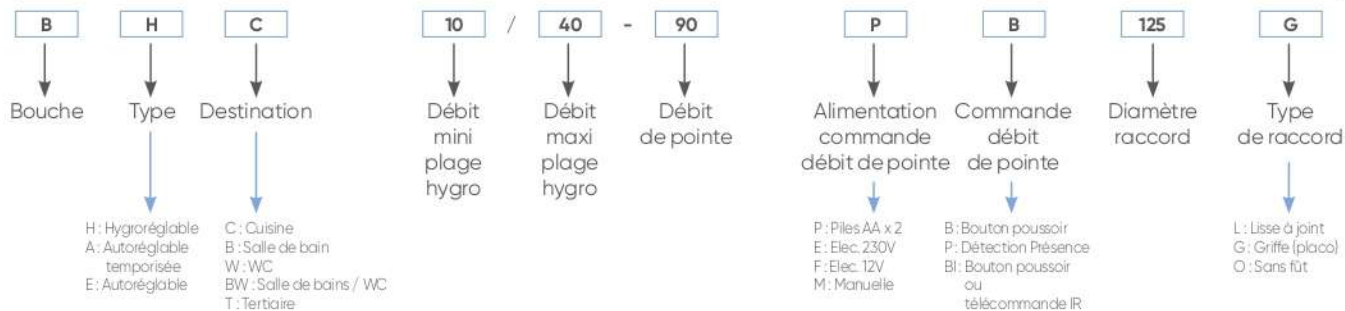 B H C 10 / 40 - 90 P B 125 G
Bouche
Type
Destination
Débit
mini
plage
hygro
Débit
maxi
plage
hygro
Débit
de pointe
Alimentation
commande
débit de pointe
Commande
débit
de pointe
Diamètre
raccord
Type
de raccord
H : Hygroréglable
A : Autoréglable
temporisée
E : Autoréglable
C : Cuisine
B : Salle de bain
W : WC
BW : Salle de bains / WC
T : Tertiaire
P : Piles AA x 2
E : Elec. 230V
F : Elec. 12V
M : Manuelle
B : Bouton poussoir
P : Détection Présence
BI : Bouton poussoir
ou
télécommande IR
L : Lisse à joint
G : Griffe (placo)
O : Sans fût